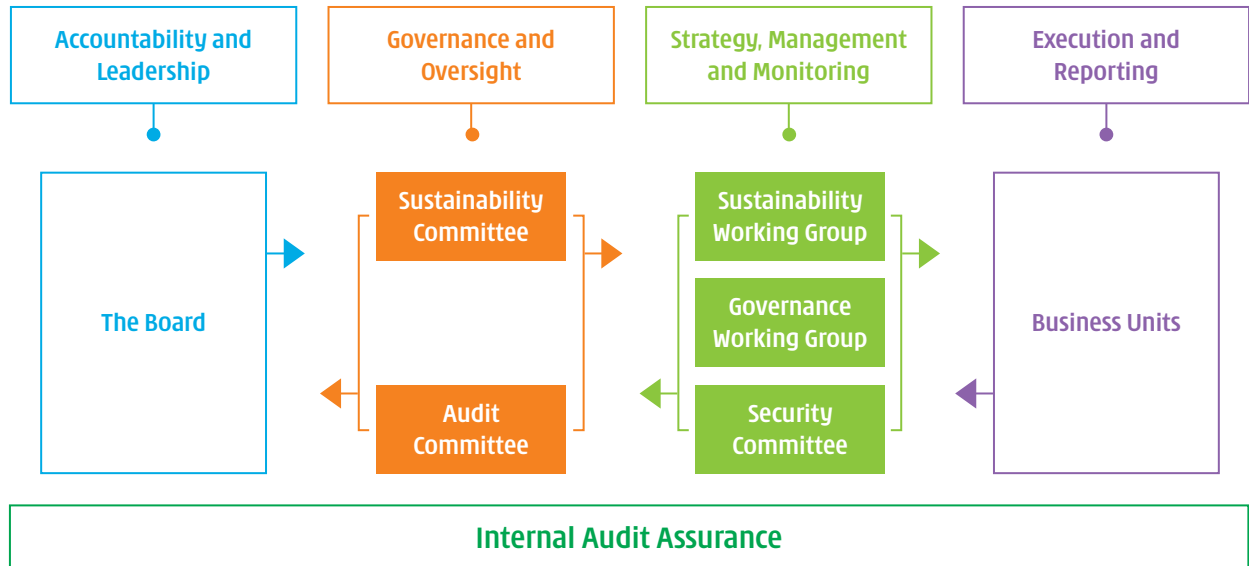 Accountability and
Leadership
Governance and
Oversight
Strategy, Management
and Monitoring
Execution and
Reporting
The Board
Sustainability
Committee
Audit
Committee
Sustainability
Working Group
Governance
Working Group
Security
Committee
Business Units
Internal Audit Assurance